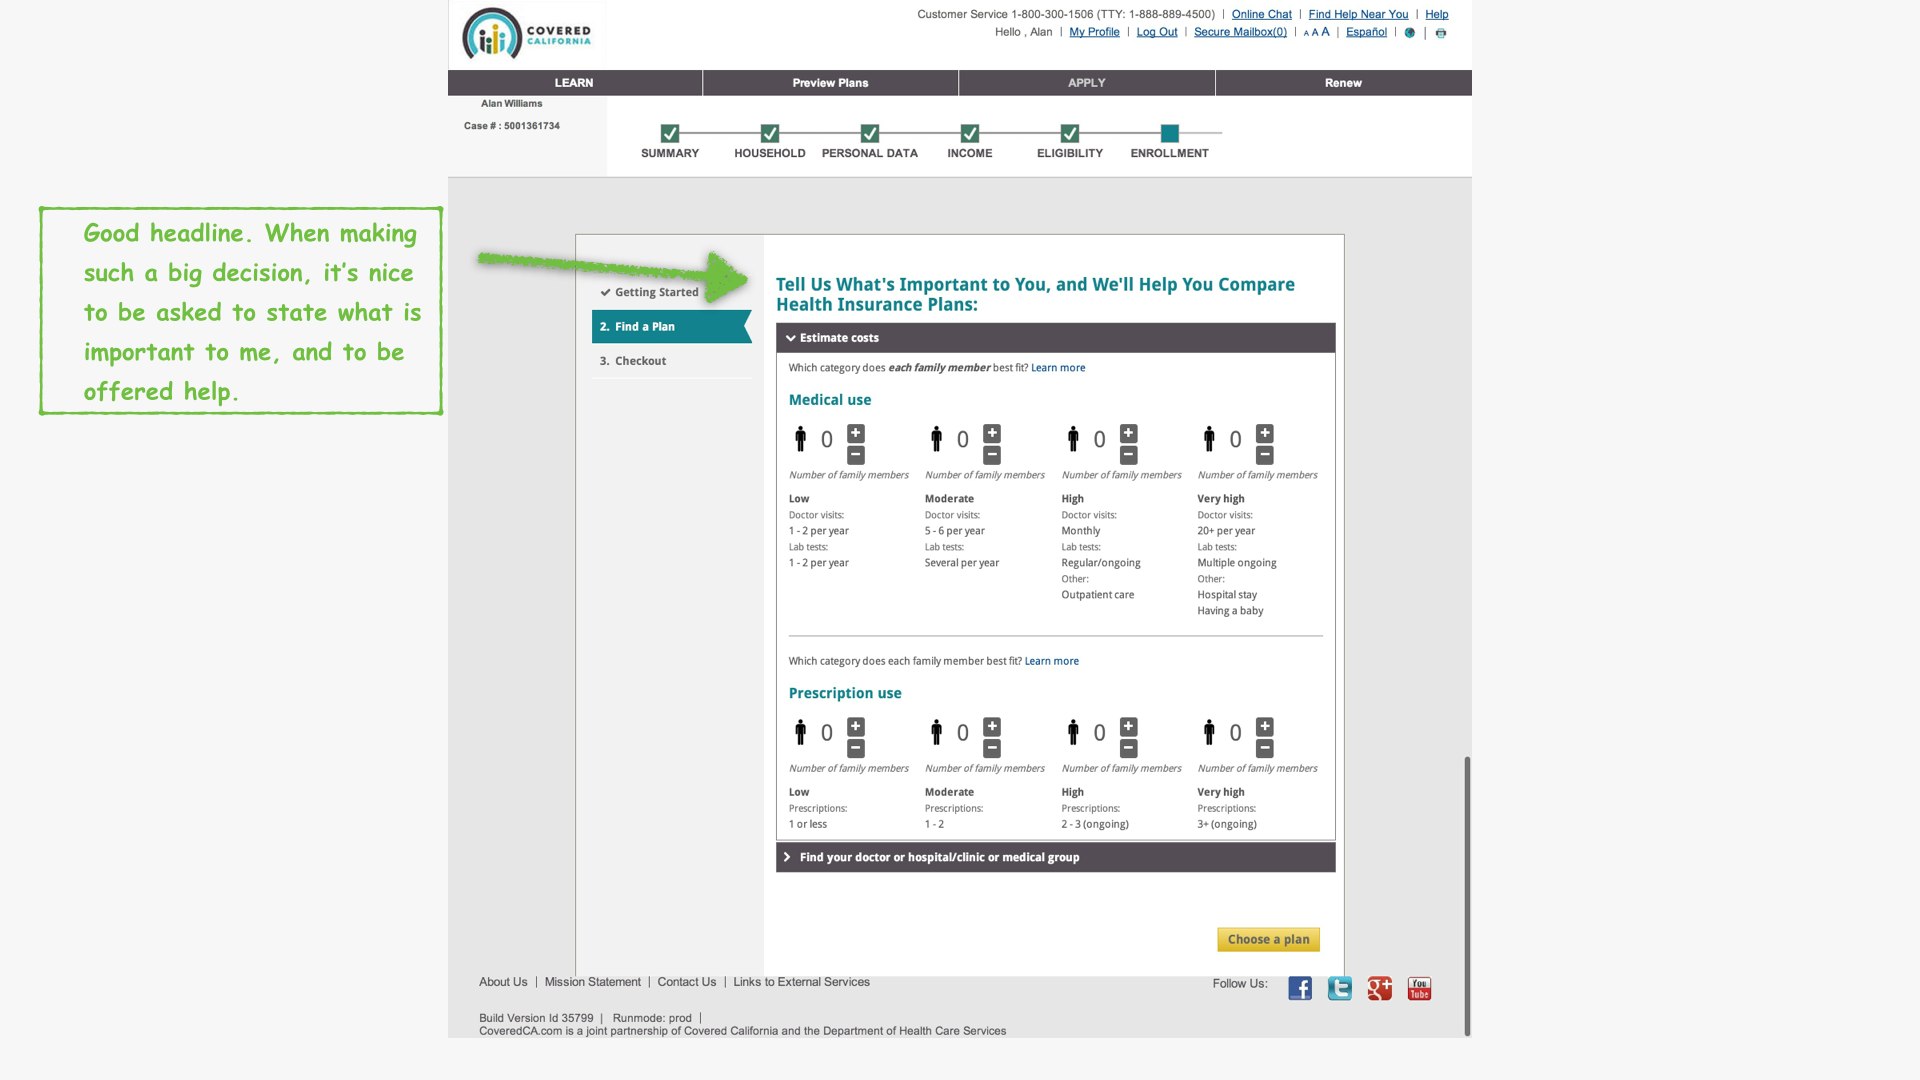 COVERED
CALIFORNIA
Customer Service 1-800-300-1506 (TTY: 1-888-889-4500) | Online Chat | Find Help Near You | Help
Hello , Alan | My Profile | Log Out | Secure Mailbox(0) | A A A | Español |
LEARN
Preview Plans
APPLY
Renew
Alan Williams
Case # : 5001361734
SUMMARY
HOUSEHOLD
PERSONAL DATA
INCOME
ELIGIBILITY
ENROLLMENT
Good headline. When making
such a big decision, it's nice
to be asked to state what is
important to me, and to be
offered help.
Getting Started
2. Find a Plan
3. Checkout
Tell Us What's Important to You, and We'll Help You Compare
Health Insurance Plans:
Estimate costs
Which category does each family member best fit? Learn more
Medical use
0 + − 0 + − 0 + − 0 + −
Number of family members Number of family members Number of family members Number of family members
Low Moderate High Very high
Doctor visits: Doctor visits: Doctor visits: Doctor visits:
1 - 2 per year 5 - 6 per year Monthly 20+ per year
Lab tests: Lab tests: Lab tests: Lab tests:
1 - 2 per year Several per year Regular/ongoing Multiple ongoing
Other: Other:
Outpatient care Hospital stay
Having a baby
Which category does each family member best fit? Learn more
Prescription use
0 + − 0 + − 0 + − 0 + −
Number of family members Number of family members Number of family members Number of family members
Low Moderate High Very high
Prescriptions: Prescriptions: Prescriptions: Prescriptions:
1 or less 1 - 2 2 - 3 (ongoing) 3+ (ongoing)
Find your doctor or hospital/clinic or medical group
Choose a plan
About Us | Mission Statement | Contact Us | Links to External Services
Follow Us: f t g+ You Tube
Build Version Id 35799 | Runmode: prod |
CoveredCA.com is a joint partnership of Covered California and the Department of Health Care Services